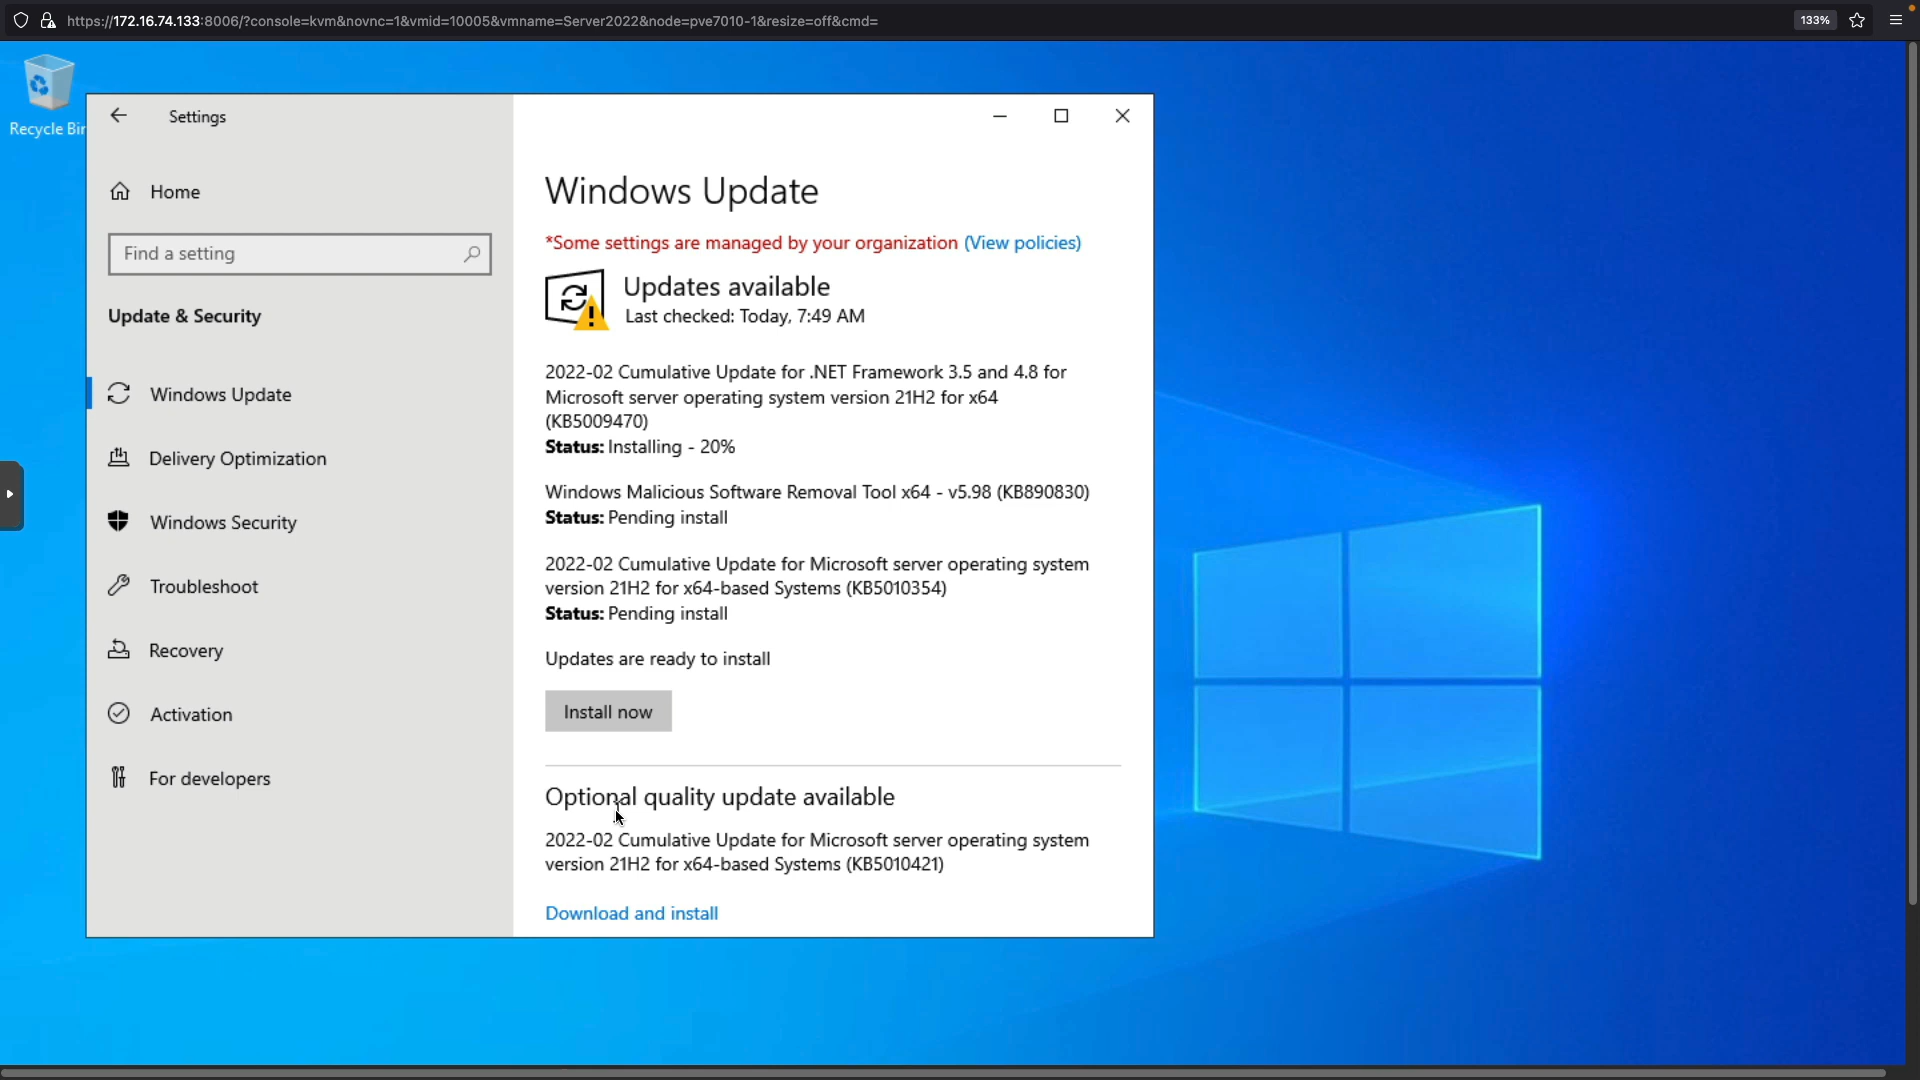 https://172.16.74.133:8006/?console=kvm&novnc=1&vmid=10005&vmname=Server2022&node=pve7010-1&resize=off&cmd=
133%
Recycle Bin
Settings
Home
Find a setting
Update & Security
Windows Update
Delivery Optimization
Windows Security
Troubleshoot
Recovery
Activation
For developers
Windows Update
*Some settings are managed by your organization (View policies)
Updates available
Last checked: Today, 7:49 AM
2022-02 Cumulative Update for .NET Framework 3.5 and 4.8 for
Microsoft server operating system version 21H2 for x64
(KB5009470)
Status: Installing - 20%
Windows Malicious Software Removal Tool x64 - v5.98 (KB890830)
Status: Pending install
2022-02 Cumulative Update for Microsoft server operating system
version 21H2 for x64-based Systems (KB5010354)
Status: Pending install
Updates are ready to install
Install now
Optional quality update available
2022-02 Cumulative Update for Microsoft server operating system
version 21H2 for x64-based Systems (KB5010421)
Download and install